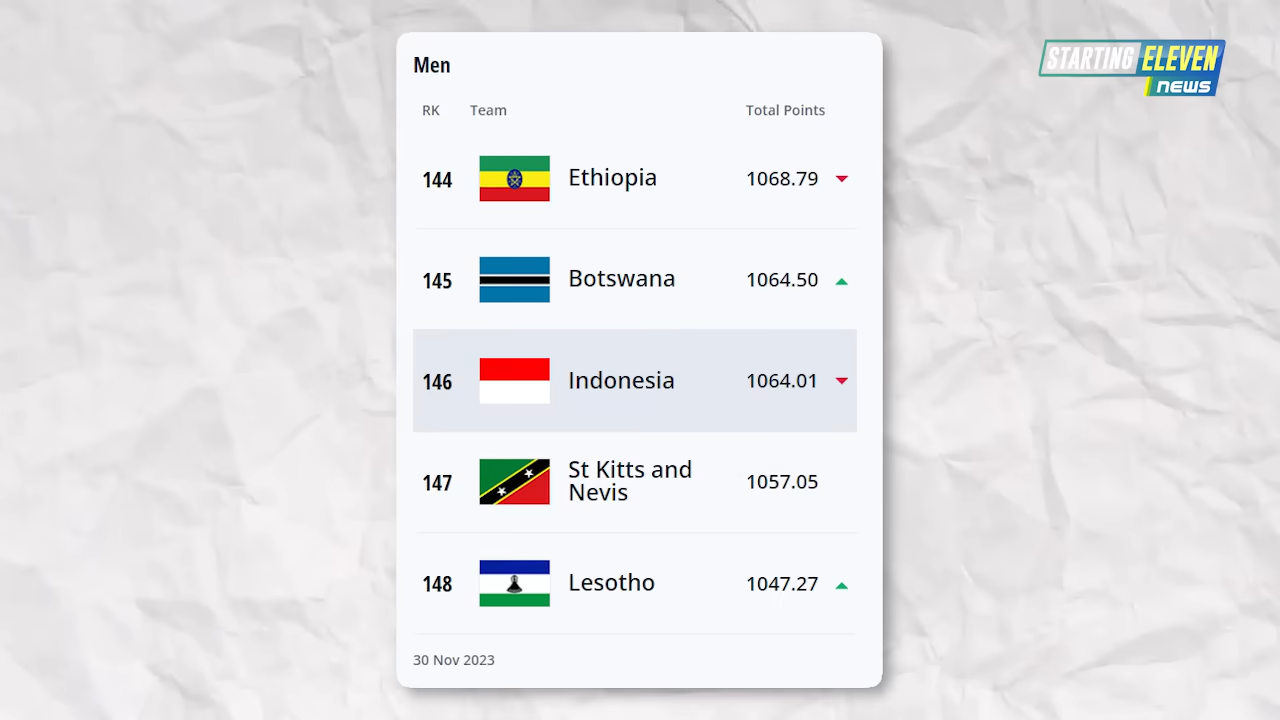 STARTING ELEVEN
news
Men
RK Team Total Points
144 Ethiopia 1068.79
145 Botswana 1064.50
146 Indonesia 1064.01
147 St Kitts and
Nevis 1057.05
148 Lesotho 1047.27
30 Nov 2023